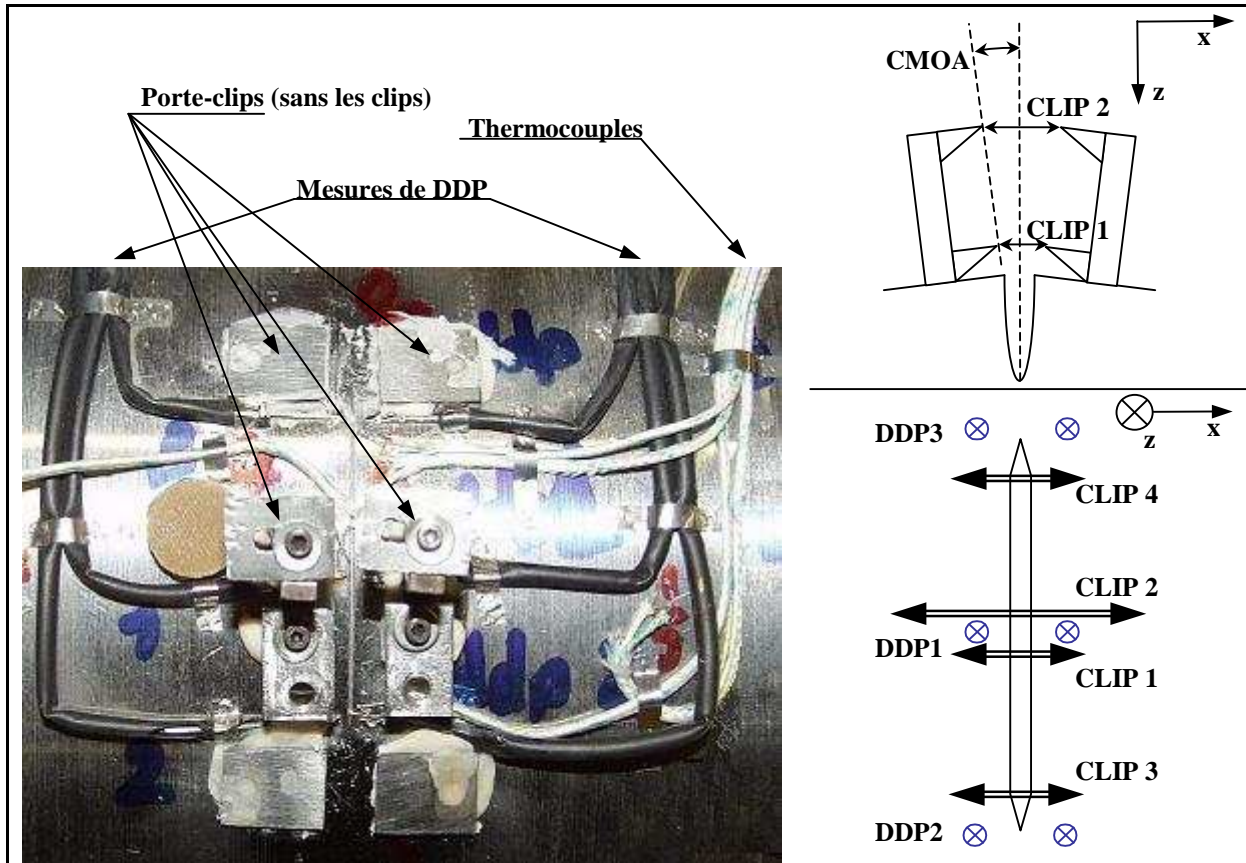 Porte-clips (sans les clips)
Thermocouples
Mesures de DDP
CMOA
x
z
CLIP 2
CLIP 1
DDP3
z
x
CLIP 4
CLIP 2
DDP1
CLIP 1
CLIP 3
DDP2